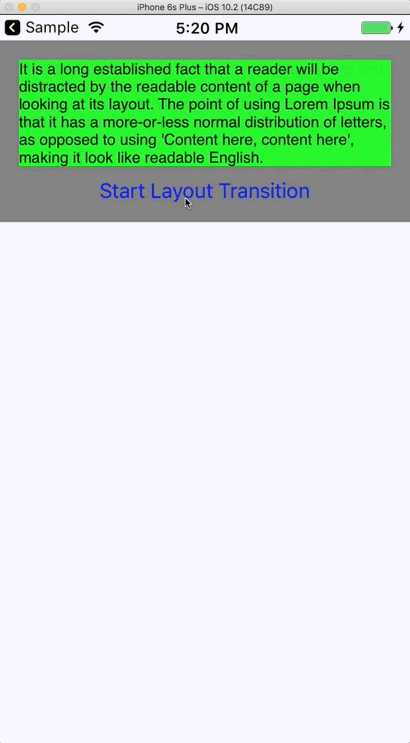 iPhone 6s Plus – iOS 10.2 (14C89)
Sample 5:20 PM
It is a long established fact that a reader will be
distracted by the readable content of a page when
looking at its layout. The point of using Lorem Ipsum is
that it has a more-or-less normal distribution of letters,
as opposed to using 'Content here, content here',
making it look like readable English.
Start Layout Transition